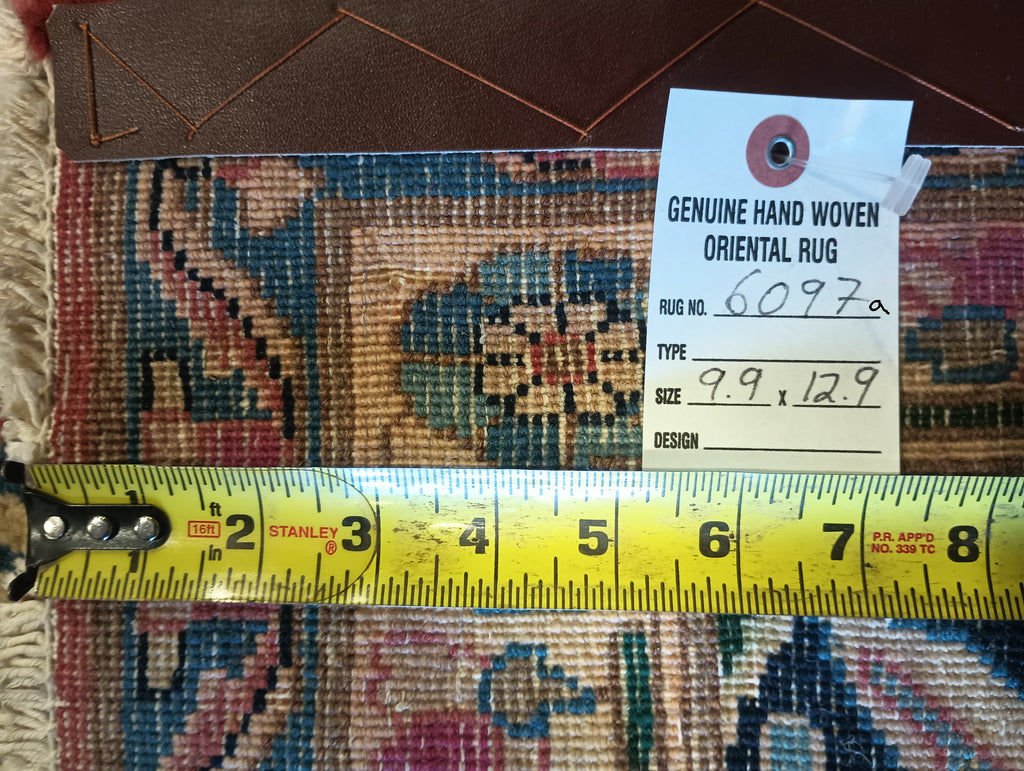 GENUINE HAND WOVEN
ORIENTAL RUG
RUG NO. 6097a
TYPE
SIZE 9.9 x 12.9
DESIGN
1 ft 16ft in 2 STANLEY® 3 4 5 6 7 P.R. APP'D NO. 339 TC 8
1